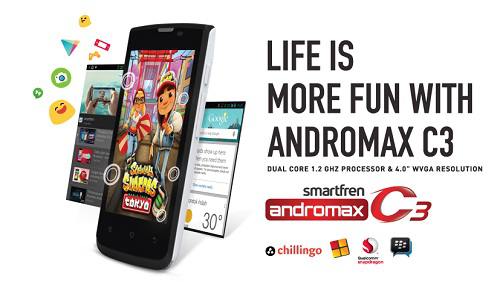 LIFE IS
MORE FUN WITH
ANDROMAX C3
DUAL CORE 1.2 GHZ PROCESSOR & 4.0" WVGA RESOLUTION
smartfren
andromax C3
chillingo
Qualcomm
snapdragon
BBM
SUBWAY
SURFERS
TOKYO
Google
30°